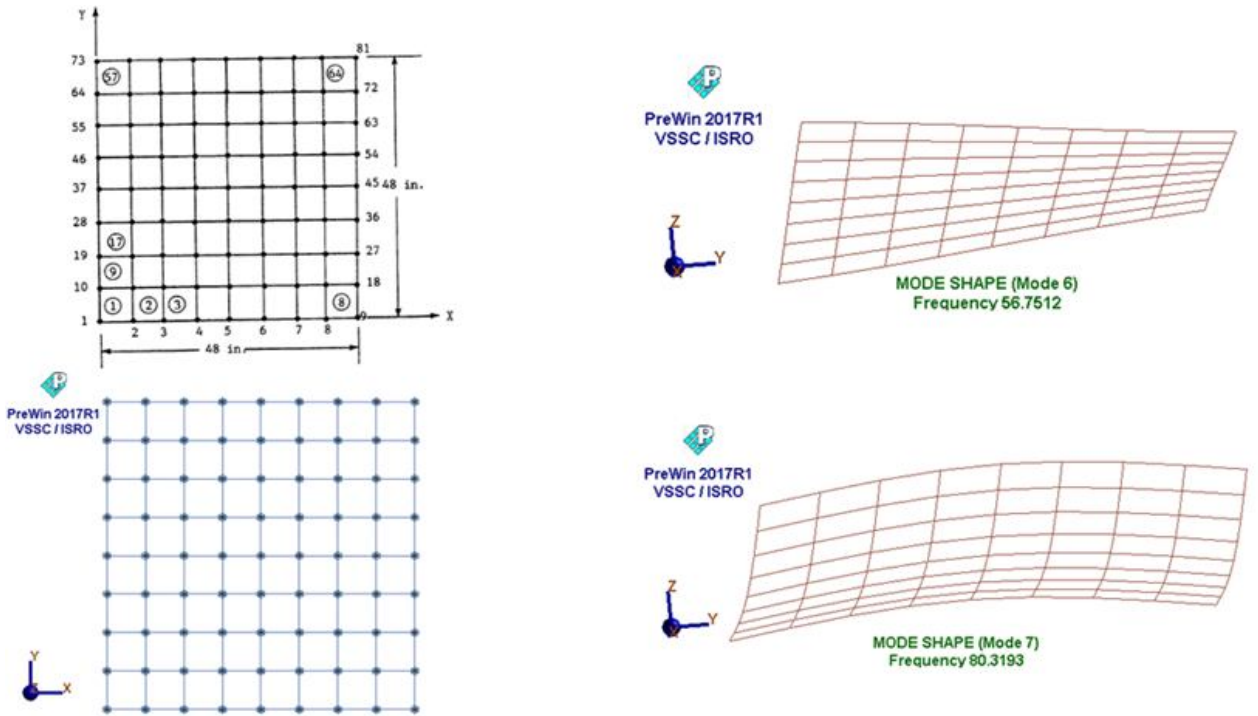 Y
81
73
57
64
64
72
55
63
46
54
37
45 48 in.
28
36
17
19
27
9
10
18
1
2
3
8
1
2
3
4
5
6
7
8
9
X
48 in.
P
PreWin 2017R1
VSSC / ISRO
Y
X
P
PreWin 2017R1
VSSC / ISRO
Z
Y
X
MODE SHAPE (Mode 6)
Frequency 56.7512
P
PreWin 2017R1
VSSC / ISRO
Z
Y
X
MODE SHAPE (Mode 7)
Frequency 80.3193